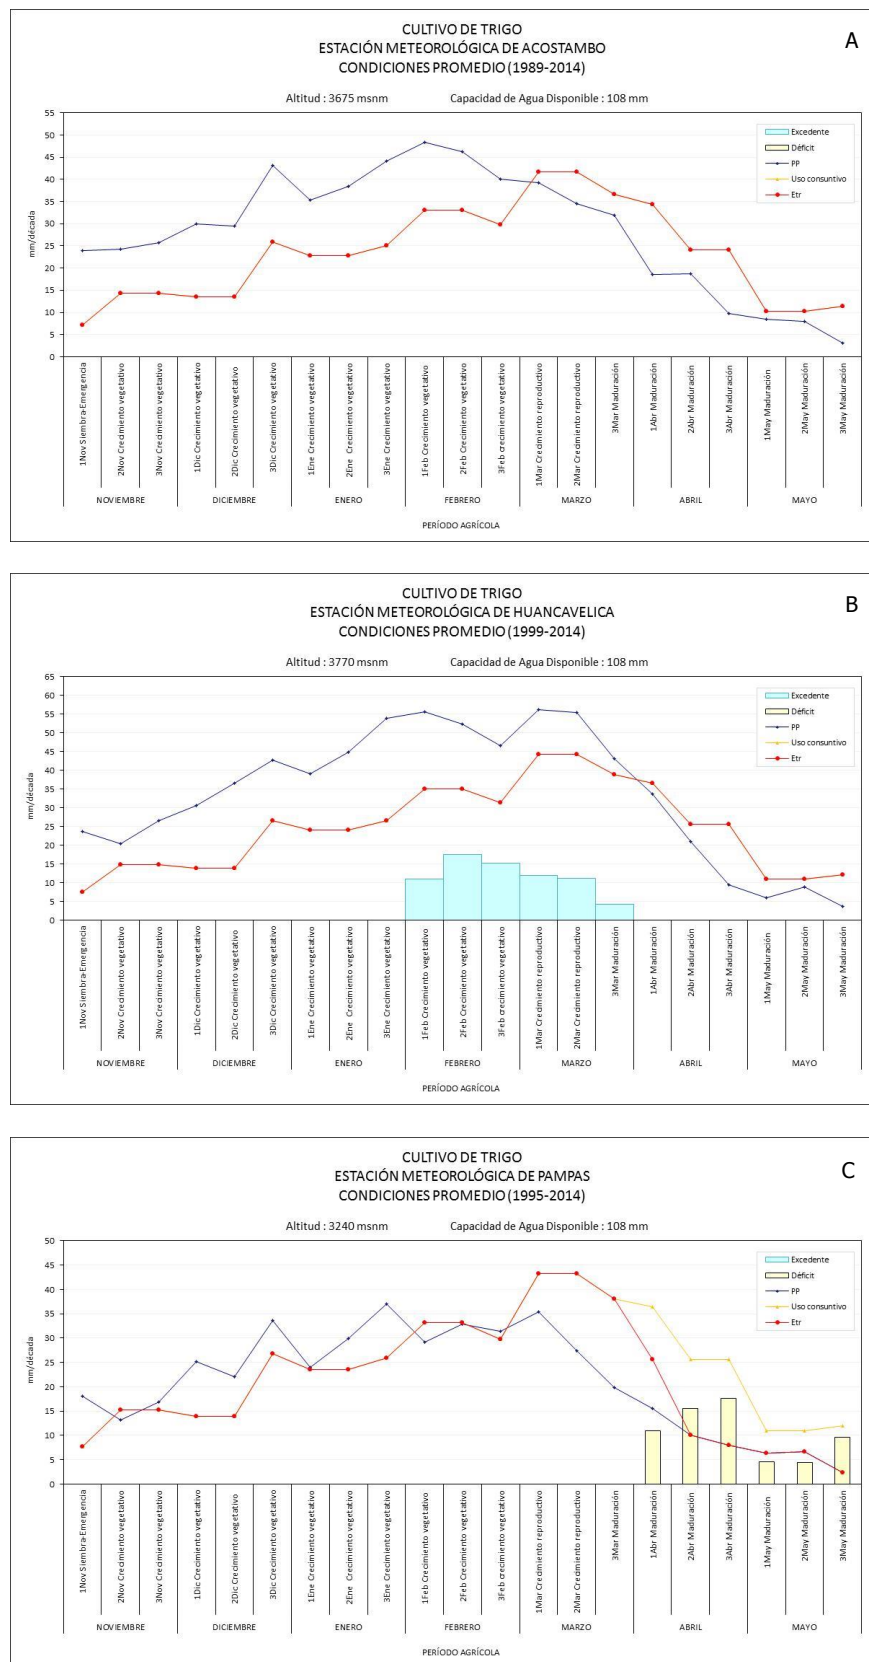 CULTIVO DE TRIGO
ESTACIÓN METEOROLÓGICA DE ACOSTAMBO
CONDICIONES PROMEDIO (1989-2014)
A
Altitud : 3675 msnm Capacidad de Agua Disponible : 108 mm
55
50
45
40
35
30
25
20
15
10
5
0
mm/década
Excedente
Déficit
PP
Uso consuntivo
Etr
1Nov Siembra-Emergencia
2Nov Crecimiento vegetativo
3Nov Crecimiento vegetativo
1Dic Crecimiento vegetativo
2Dic Crecimiento vegetativo
3Dic Crecimiento vegetativo
1Ene Crecimiento vegetativo
2Ene Crecimiento vegetativo
3Ene Crecimiento vegetativo
1Feb Crecimiento vegetativo
2Feb Crecimiento vegetativo
3Feb crecimiento vegetativo
1Mar Crecimiento reproductivo
2Mar Crecimiento reproductivo
3Mar Maduración
1Abr Maduración
2Abr Maduración
3Abr Maduración
1May Maduración
2May Maduración
3May Maduración
NOVIEMBRE DICIEMBRE ENERO FEBRERO MARZO ABRIL MAYO
PERÍODO AGRÍCOLA
CULTIVO DE TRIGO
ESTACIÓN METEOROLÓGICA DE HUANCAVELICA
CONDICIONES PROMEDIO (1999-2014)
B
Altitud : 3770 msnm Capacidad de Agua Disponible : 108 mm
65
60
55
50
45
40
35
30
25
20
15
10
5
0
mm/década
Excedente
Déficit
PP
Uso consuntivo
Etr
1Nov Siembra-Emergencia
2Nov Crecimiento vegetativo
3Nov Crecimiento vegetativo
1Dic Crecimiento vegetativo
2Dic Crecimiento vegetativo
3Dic Crecimiento vegetativo
1Ene Crecimiento vegetativo
2Ene Crecimiento vegetativo
3Ene Crecimiento vegetativo
1Feb Crecimiento vegetativo
2Feb Crecimiento vegetativo
3Feb crecimiento vegetativo
1Mar Crecimiento reproductivo
2Mar Crecimiento reproductivo
3Mar Maduración
1Abr Maduración
2Abr Maduración
3Abr Maduración
1May Maduración
2May Maduración
3May Maduración
NOVIEMBRE DICIEMBRE ENERO FEBRERO MARZO ABRIL MAYO
PERÍODO AGRÍCOLA
CULTIVO DE TRIGO
ESTACIÓN METEOROLÓGICA DE PAMPAS
CONDICIONES PROMEDIO (1995-2014)
C
Altitud : 3240 msnm Capacidad de Agua Disponible : 108 mm
50
45
40
35
30
25
20
15
10
5
0
mm/década
Excedente
Déficit
PP
Uso consuntivo
Etr
1Nov Siembra-Emergencia
2Nov Crecimiento vegetativo
3Nov Crecimiento vegetativo
1Dic Crecimiento vegetativo
2Dic Crecimiento vegetativo
3Dic Crecimiento vegetativo
1Ene Crecimiento vegetativo
2Ene Crecimiento vegetativo
3Ene Crecimiento vegetativo
1Feb Crecimiento vegetativo
2Feb Crecimiento vegetativo
3Feb crecimiento vegetativo
1Mar Crecimiento reproductivo
2Mar Crecimiento reproductivo
3Mar Maduración
1Abr Maduración
2Abr Maduración
3Abr Maduración
1May Maduración
2May Maduración
3May Maduración
NOVIEMBRE DICIEMBRE ENERO FEBRERO MARZO ABRIL MAYO
PERÍODO AGRÍCOLA